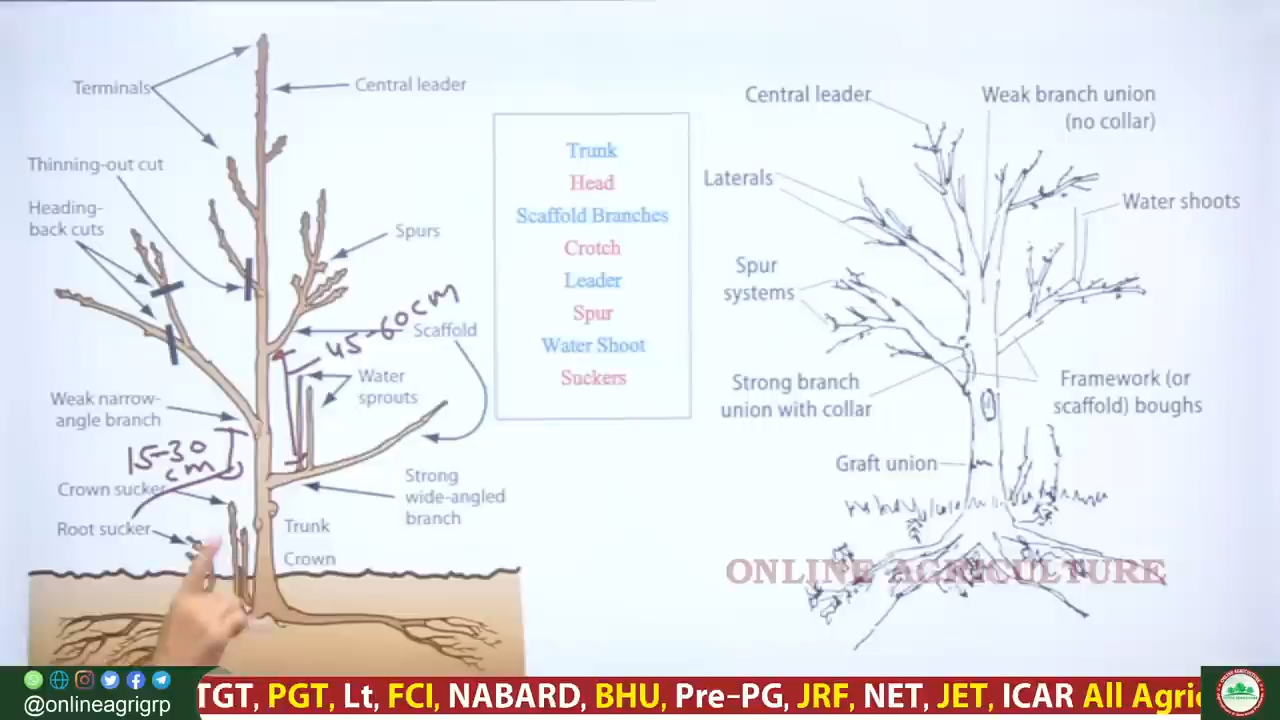 Terminals
Central leader
Thinning-out cut
Heading-
back cuts
Spurs
45-60cm
Scaffold
Water
sprouts
Weak narrow-
angle branch
15-30
cm
Crown sucker
Strong
wide-angled
branch
Root sucker
Trunk
Crown
Trunk
Head
Scaffold Branches
Crotch
Leader
Spur
Water Shoot
Suckers
Central leader
Weak branch union
(no collar)
Laterals
Water shoots
Spur
systems
Strong branch
union with collar
Framework (or
scaffold) boughs
Graft union
ONLINE AGRICULTURE
@onlineagrigrp
TGT, PGT, Lt, FCI, NABARD, BHU, Pre-PG, JRF, NET, JET, ICAR All Agri